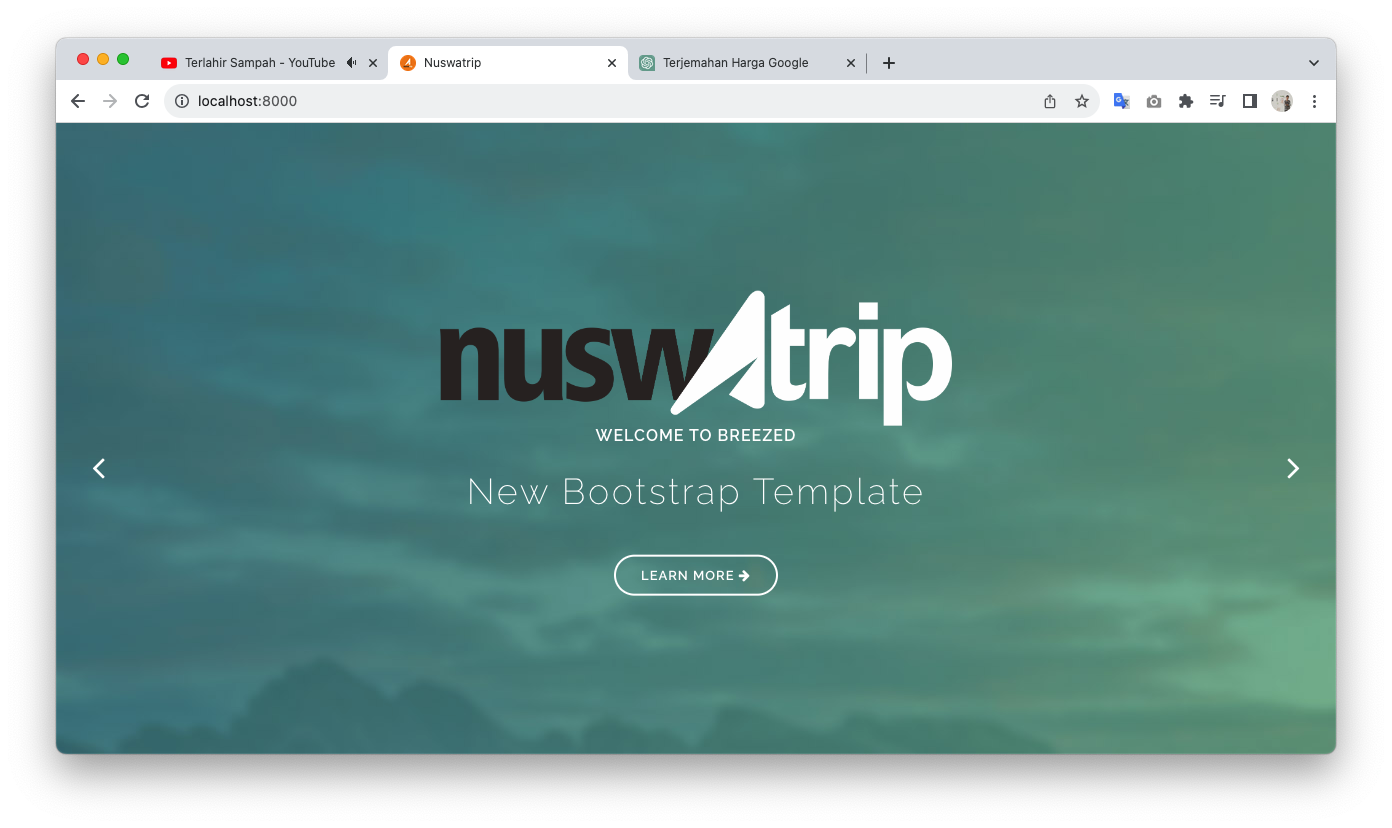 Terlahir Sampah - YouTube
Nuswatrip
Terjemahan Harga Google
localhost:8000
nuswatrip
WELCOME TO BREEZED
New Bootstrap Template
LEARN MORE